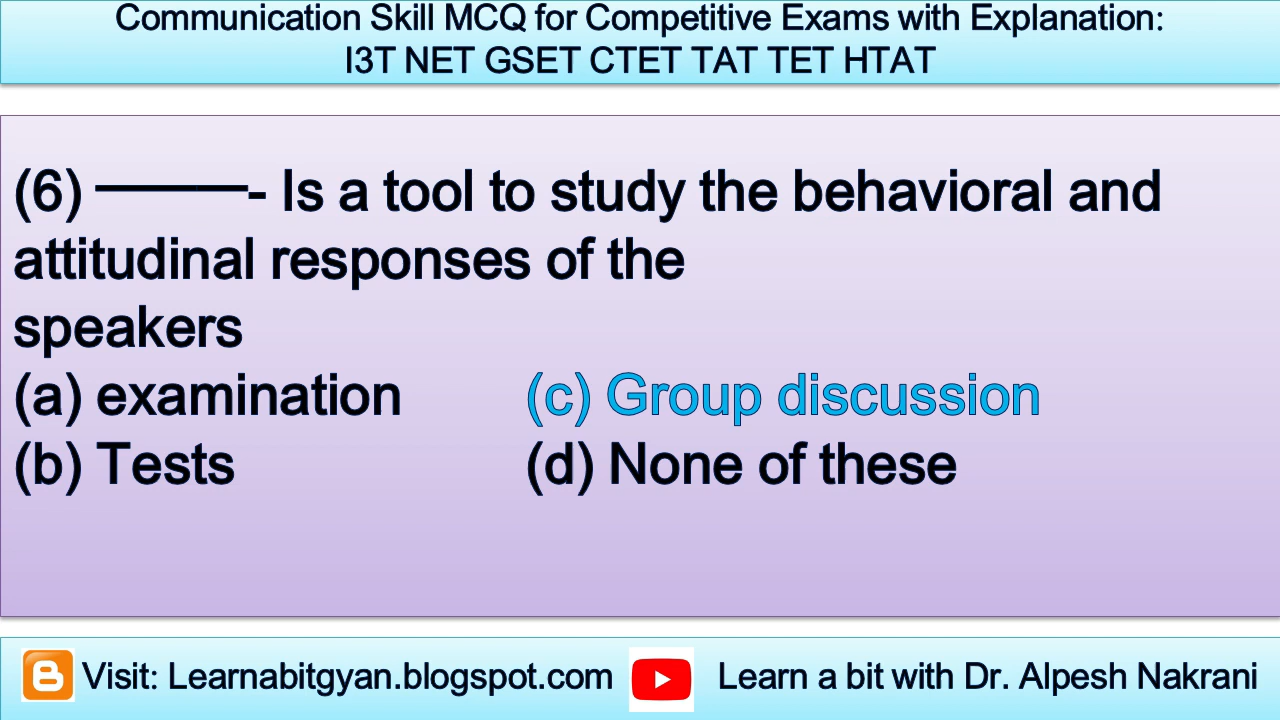 Communication Skill MCQ for Competitive Exams with Explanation:
I3T NET GSET CTET TAT TET HTAT
(6) ———- Is a tool to study the behavioral and
attitudinal responses of the
speakers
(a) examination (c) Group discussion
(b) Tests (d) None of these
Visit: Learnabitgyan.blogspot.com Learn a bit with Dr. Alpesh Nakrani